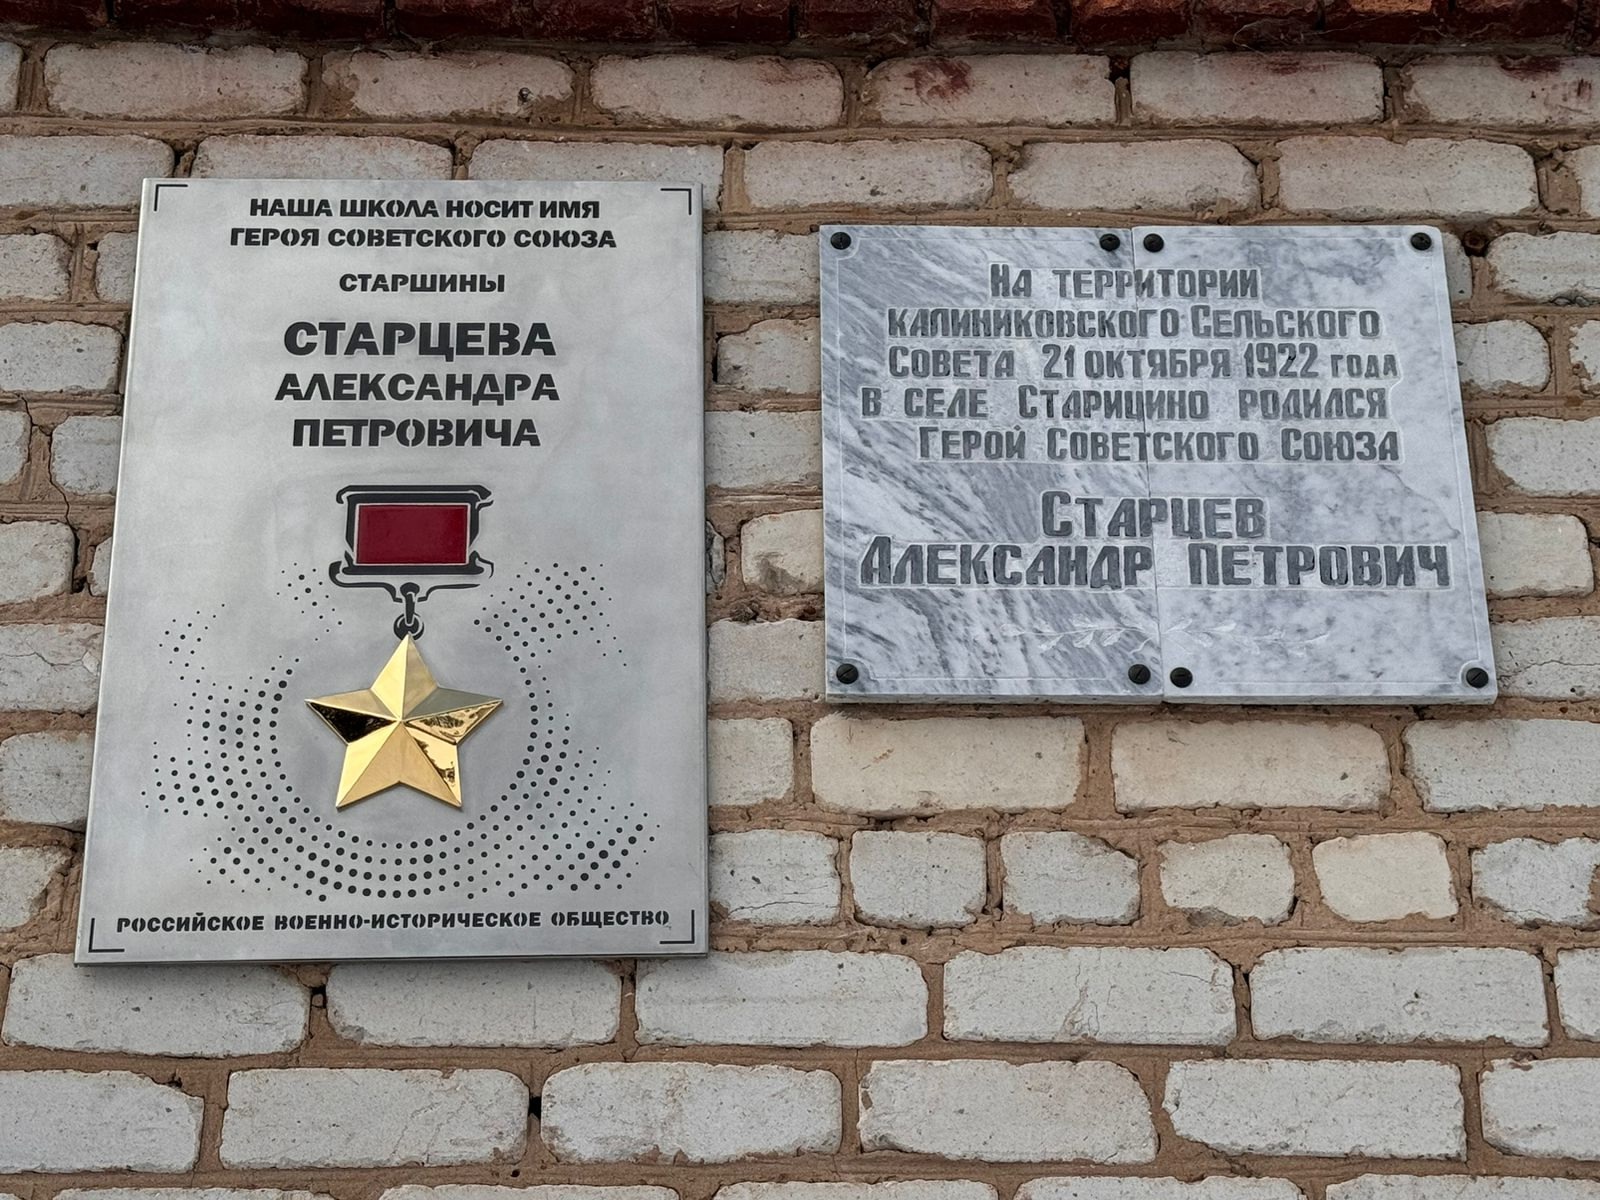 НАША ШКОЛА НОСИТ ИМЯ
ГЕРОЯ СОВЕТСКОГО СОЮЗА
СТАРШИНЫ
СТАРЦЕВА
АЛЕКСАНДРА
ПЕТРОВИЧА
РОССИЙСКОЕ ВОЕННО-ИСТОРИЧЕСКОЕ ОБЩЕСТВО
НА ТЕРРИТОРИИ
КАЛИНИКОВСКОГО СЕЛЬСКОГО
СОВЕТА 21 ОКТЯБРЯ 1922 ГОДА
В СЕЛЕ СТАРИЦИНО РОДИЛСЯ
ГЕРОЙ СОВЕТСКОГО СОЮЗА
СТАРЦЕВ
АЛЕКСАНДР ПЕТРОВИЧ